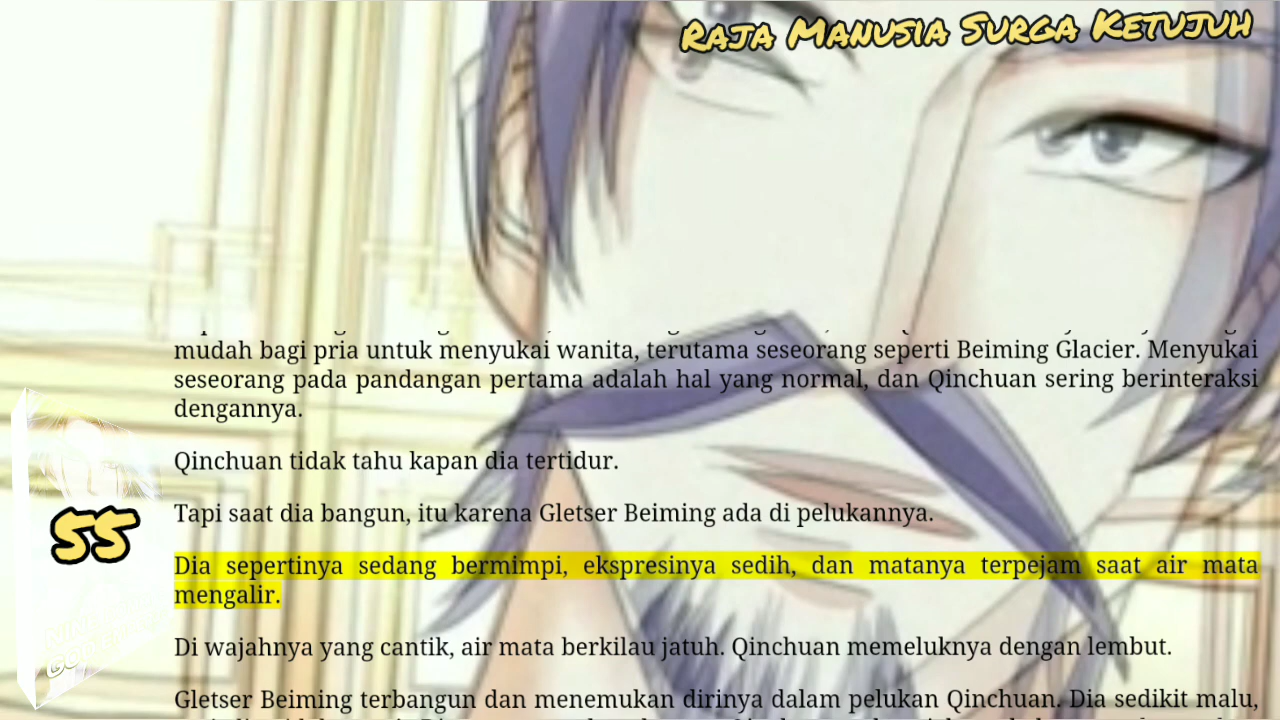 Raja Manusia Surga Ketujuh
mudah bagi pria untuk menyukai wanita, terutama seseorang seperti Beiming Glacier. Menyukai
seseorang pada pandangan pertama adalah hal yang normal, dan Qinchuan sering berinteraksi
dengannya.
Qinchuan tidak tahu kapan dia tertidur.
Tapi saat dia bangun, itu karena Gletser Beiming ada di pelukannya.
55
Dia sepertinya sedang bermimpi, ekspresinya sedih, dan matanya terpejam saat air mata
mengalir.
Di wajahnya yang cantik, air mata berkilau jatuh. Qinchuan memeluknya dengan lembut.
Gletser Beiming terbangun dan menemukan dirinya dalam pelukan Qinchuan. Dia sedikit malu,